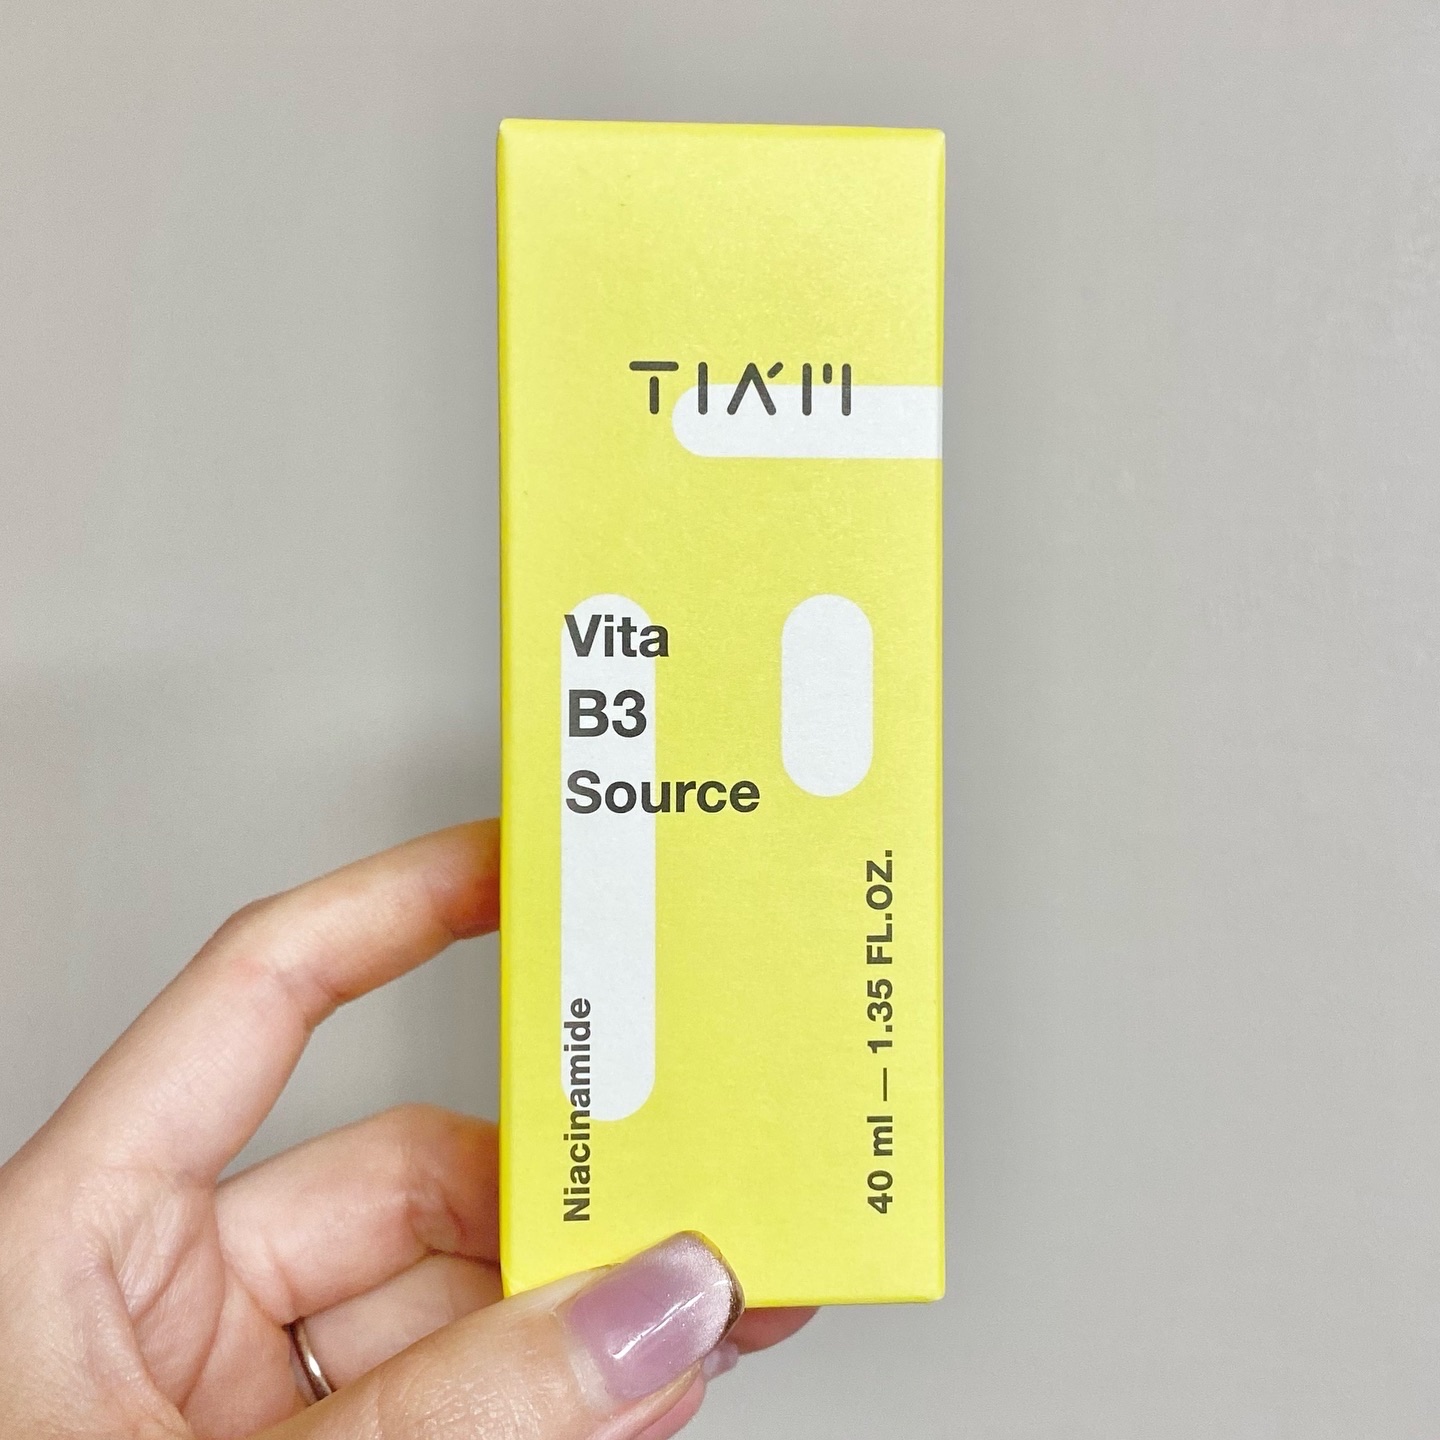 TIA'M
Vita
B3
Source
Niacinamide
40 ml — 1.35 FL.OZ.